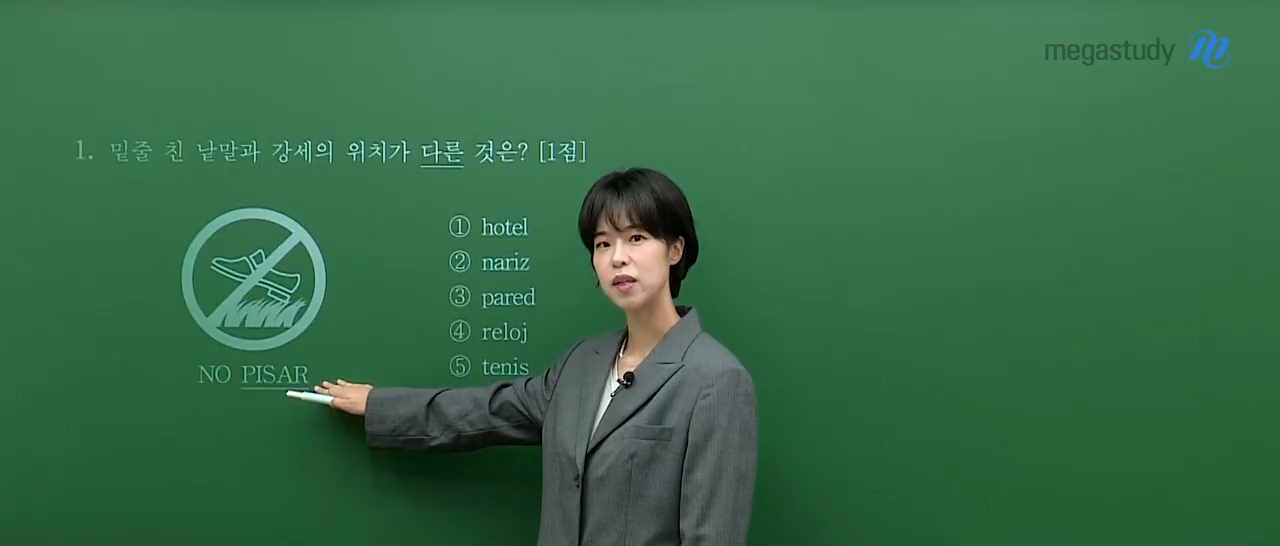 megastudy
1. 밑줄 친 낱말과 강세의 위치가 다른 것은? [1점]
① hotel
② nariz
③ pared
④ reloj
⑤ tenis
NO PISAR